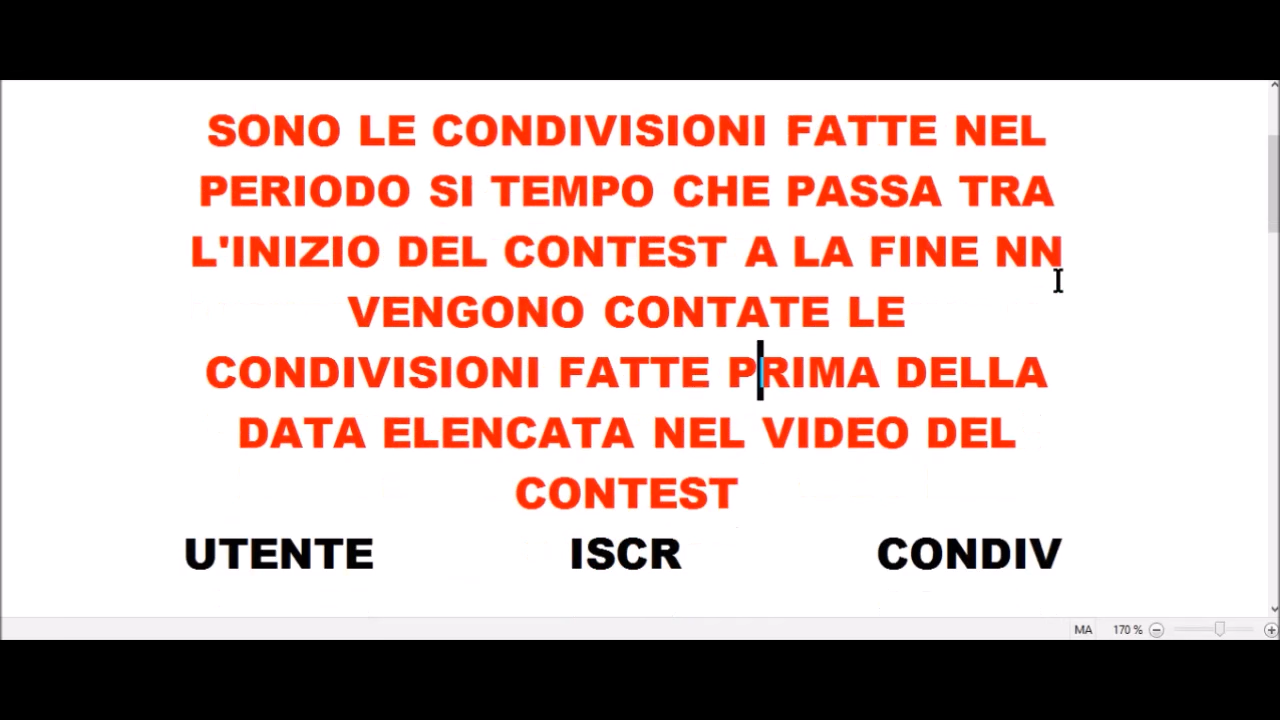 SONO LE CONDIVISIONI FATTE NEL
PERIODO SI TEMPO CHE PASSA TRA
L'INIZIO DEL CONTEST A LA FINE NN
VENGONO CONTATE LE
CONDIVISIONI FATTE PRIMA DELLA
DATA ELENCATA NEL VIDEO DEL
CONTEST
UTENTE ISCR CONDIV
MA 170 %